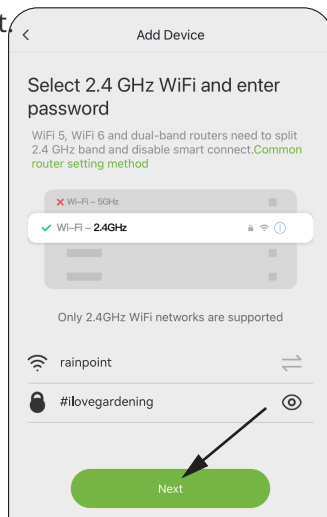 t.
Add Device
Select 2.4 GHz WiFi and enter
password
WiFi 5, WiFi 6 and dual-band routers need to split
2.4 GHz band and disable smart connect.Common
router setting method
Wi-Fi – 5GHz
Wi-Fi – 2.4GHz
Only 2.4GHz WiFi networks are supported
rainpoint
#ilovegardening
Next